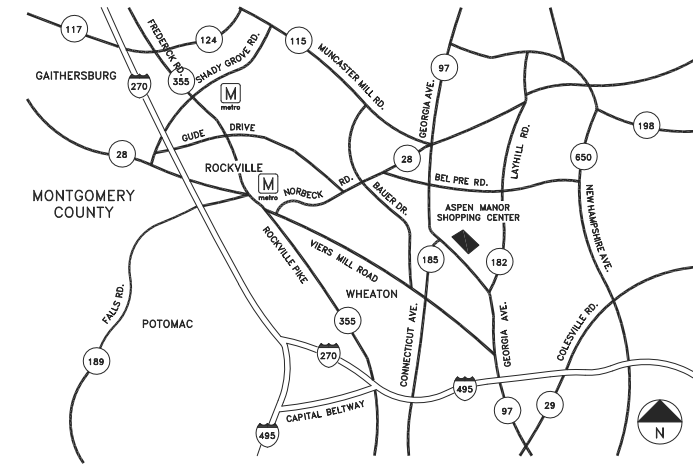 117
FREDERICK RD.
124
SHADY GROVE RD.
115
MUNCASTER MILL RD.
97
GEORGIA AVE.
GAITHERSBURG
270
355
M
metro
LAYHILL RD.
198
GUDE DRIVE
28
ROCKVILLE
28
650
M
metro
NORBECK RD.
BEL PRE RD.
MONTGOMERY
COUNTY
BAUER DR.
ASPEN MANOR
SHOPPING CENTER
NEW HAMPSHIRE AVE.
ROCKVILLE PIKE
VIERS MILL ROAD
185
182
FALLS RD.
WHEATON
POTOMAC
355
CONNECTICUT AVE.
GEORGIA AVE.
COLESVILLE RD.
189
270
495
CAPITAL BELTWAY
97
29
495
N